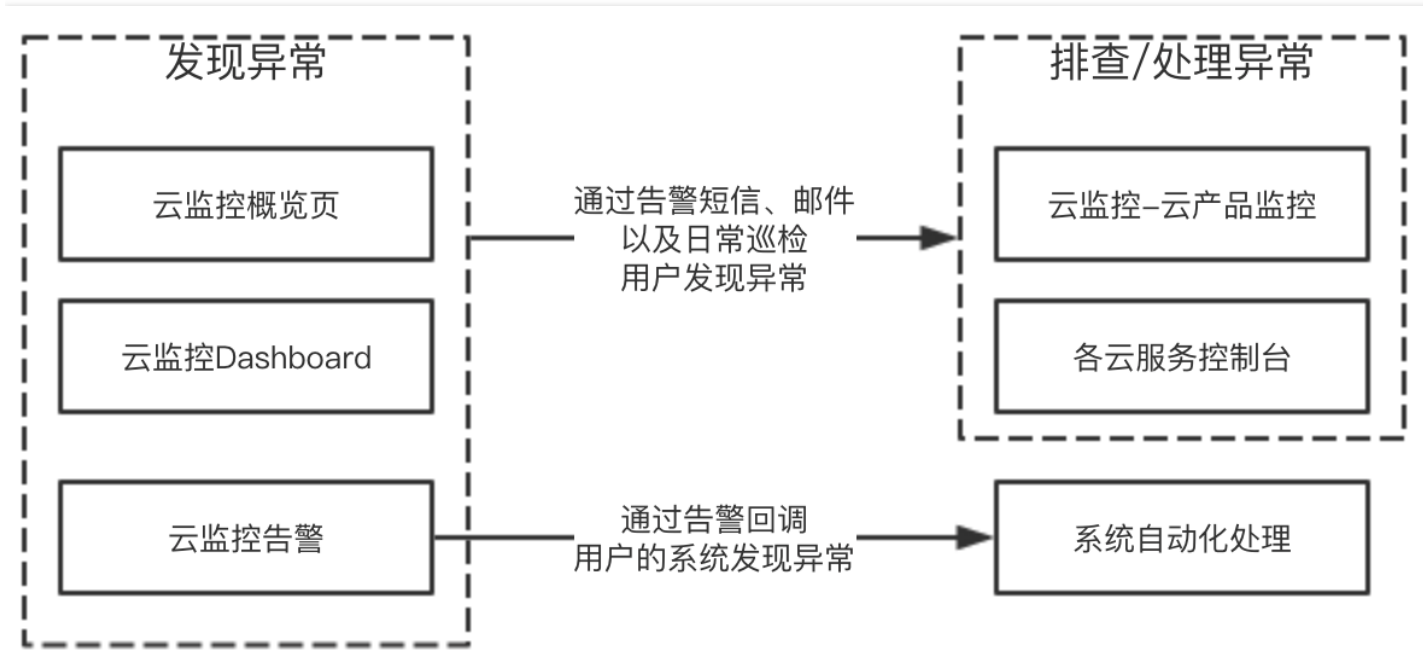 发现异常
云监控概览页
云监控Dashboard
云监控告警
通过告警短信、邮件
以及日常巡检
用户发现异常
通过告警回调
用户的系统发现异常
排查/处理异常
云监控-云产品监控
各云服务控制台
系统自动化处理